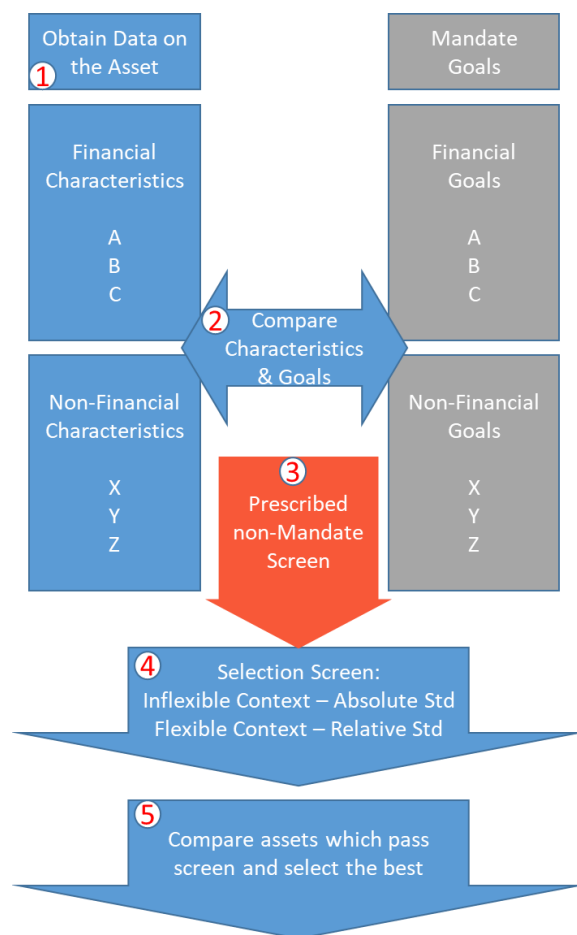 Obtain Data on
the Asset
1
Mandate
Goals
Financial
Characteristics
A
B
C
Financial
Goals
A
B
C
2
Compare
Characteristics
& Goals
Non-Financial
Characteristics
X
Y
Z
Non-Financial
Goals
X
Y
Z
3
Prescribed
non-Mandate
Screen
4
Selection Screen:
Inflexible Context – Absolute Std
Flexible Context – Relative Std
5
Compare assets which pass
screen and select the best